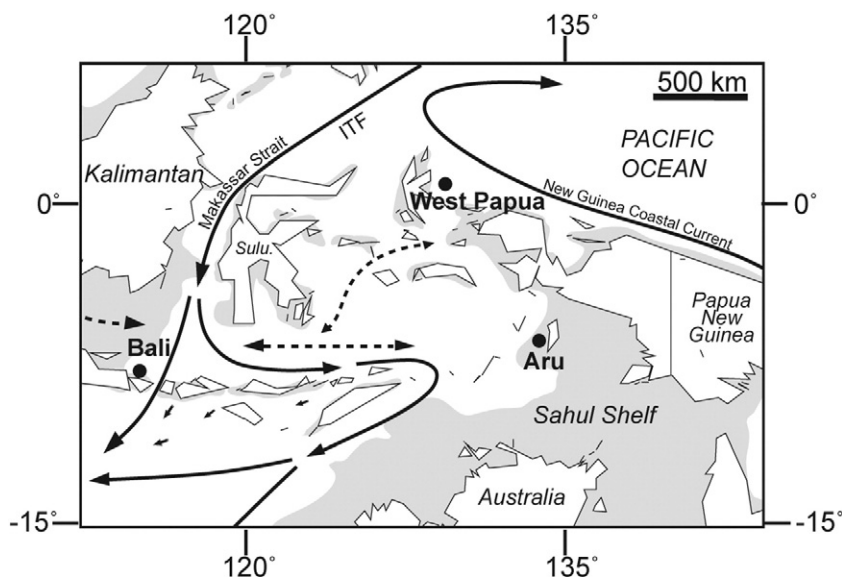 120° 135°
500 km
PACIFIC
OCEAN
ITF
Makassar Strait
Kalimantan
West Papua
0° 0°
New Guinea Coastal Current
Sulu.
Papua
New
Guinea
Bali
Aru
Sahul Shelf
Australia
-15° -15°
120° 135°